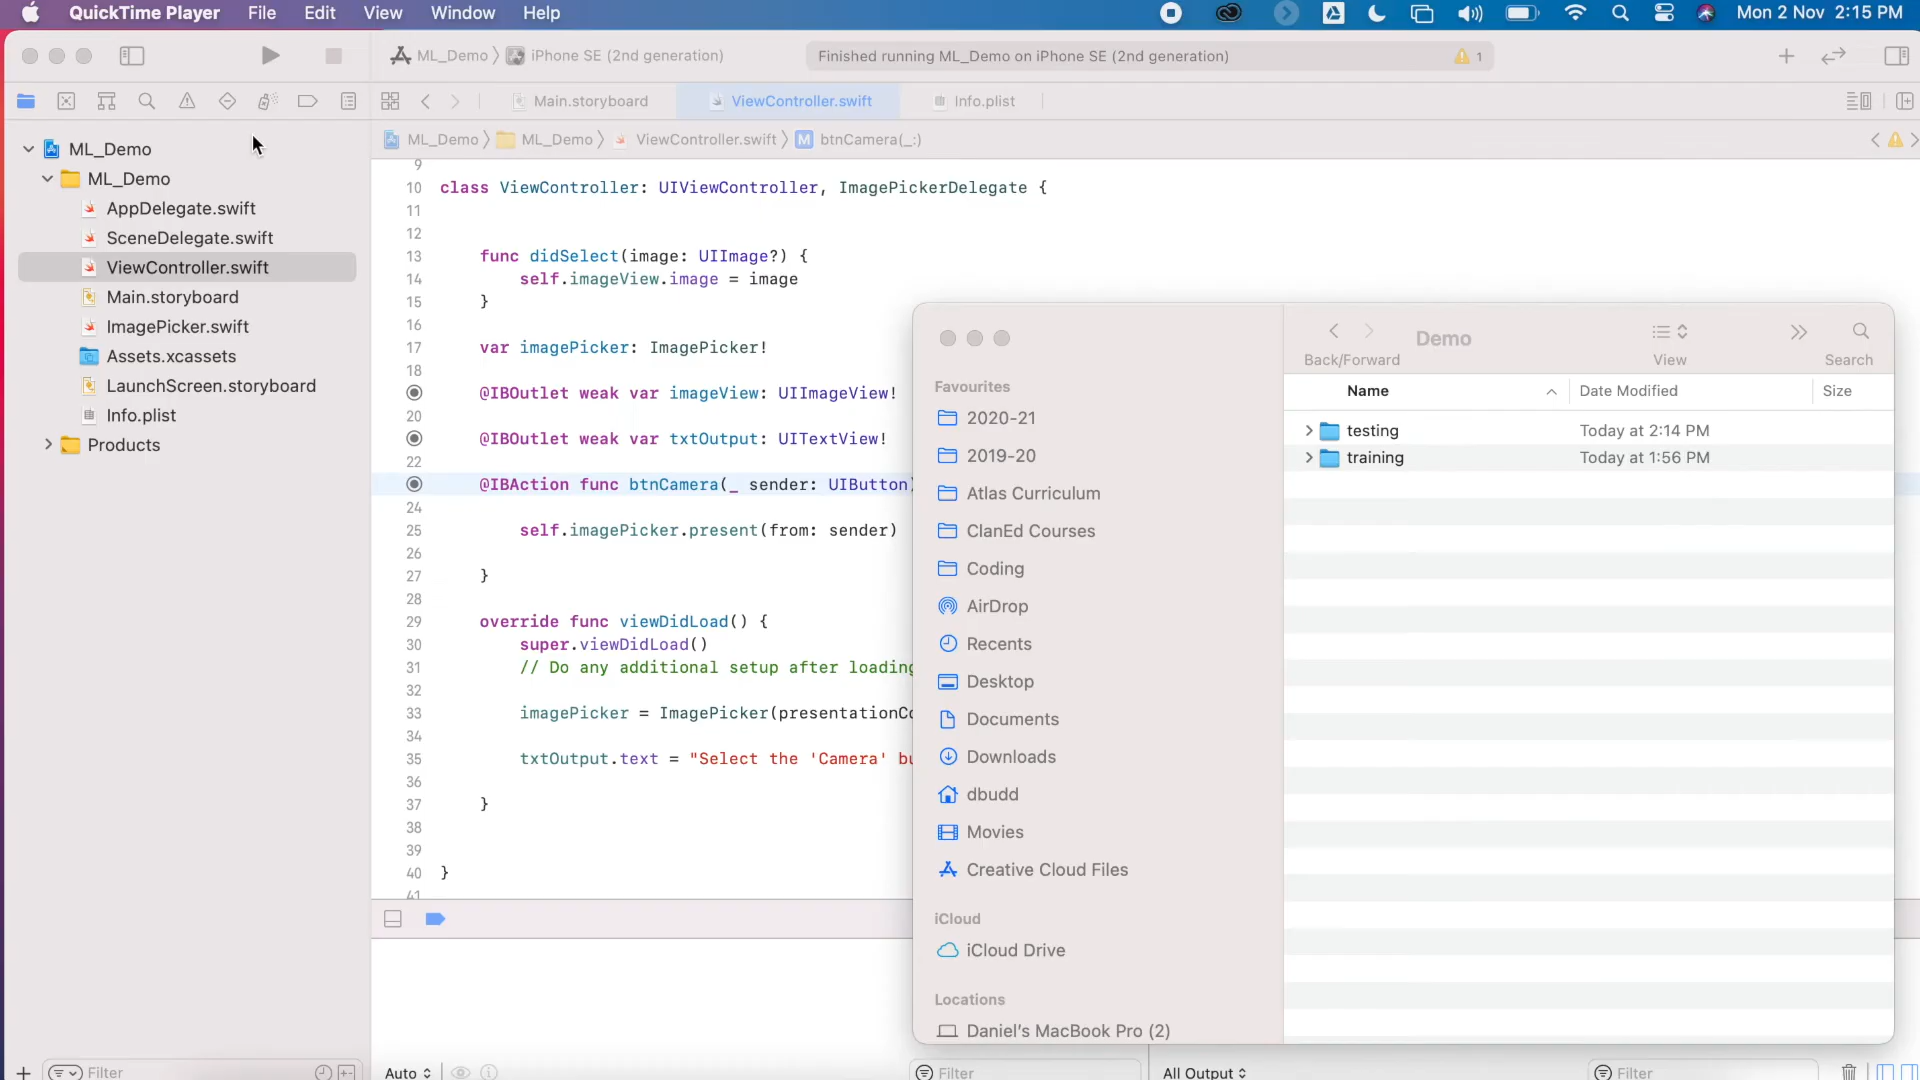 QuickTime Player File Edit View Window Help Mon 2 Nov 2:15 PM
ML_Demo iPhone SE (2nd generation) Finished running ML_Demo on iPhone SE (2nd generation) 1
Main.storyboard ViewController.swift Info.plist
ML_Demo ML_Demo ViewController.swift M btnCamera(_:)
ML_Demo
ML_Demo
AppDelegate.swift
SceneDelegate.swift
ViewController.swift
Main.storyboard
ImagePicker.swift
Assets.xcassets
LaunchScreen.storyboard
Info.plist
Products
Filter
9
10 class ViewController: UIViewController, ImagePickerDelegate {
11
12
13 func didSelect(image: UIImage?) {
14 self.imageView.image = image
15 }
16
17 var imagePicker: ImagePicker!
18
@IBOutlet weak var imageView: UIImageView!
20
@IBOutlet weak var txtOutput: UITextView!
22
@IBAction func btnCamera(_ sender: UIButton)
24
25 self.imagePicker.present(from: sender)
26
27 }
28
29 override func viewDidLoad() {
30 super.viewDidLoad()
31 // Do any additional setup after loading
32
33 imagePicker = ImagePicker(presentationCo
34
35 txtOutput.text = "Select the 'Camera' bu
36
37 }
38
39
40 }
41
Auto Filter All Output Filter
Demo
Back/Forward View Search
Name Date Modified Size
testing Today at 2:14 PM
training Today at 1:56 PM
Favourites
2020-21
2019-20
Atlas Curriculum
ClanEd Courses
Coding
AirDrop
Recents
Desktop
Documents
Downloads
dbudd
Movies
Creative Cloud Files
iCloud
iCloud Drive
Locations
Daniel's MacBook Pro (2)